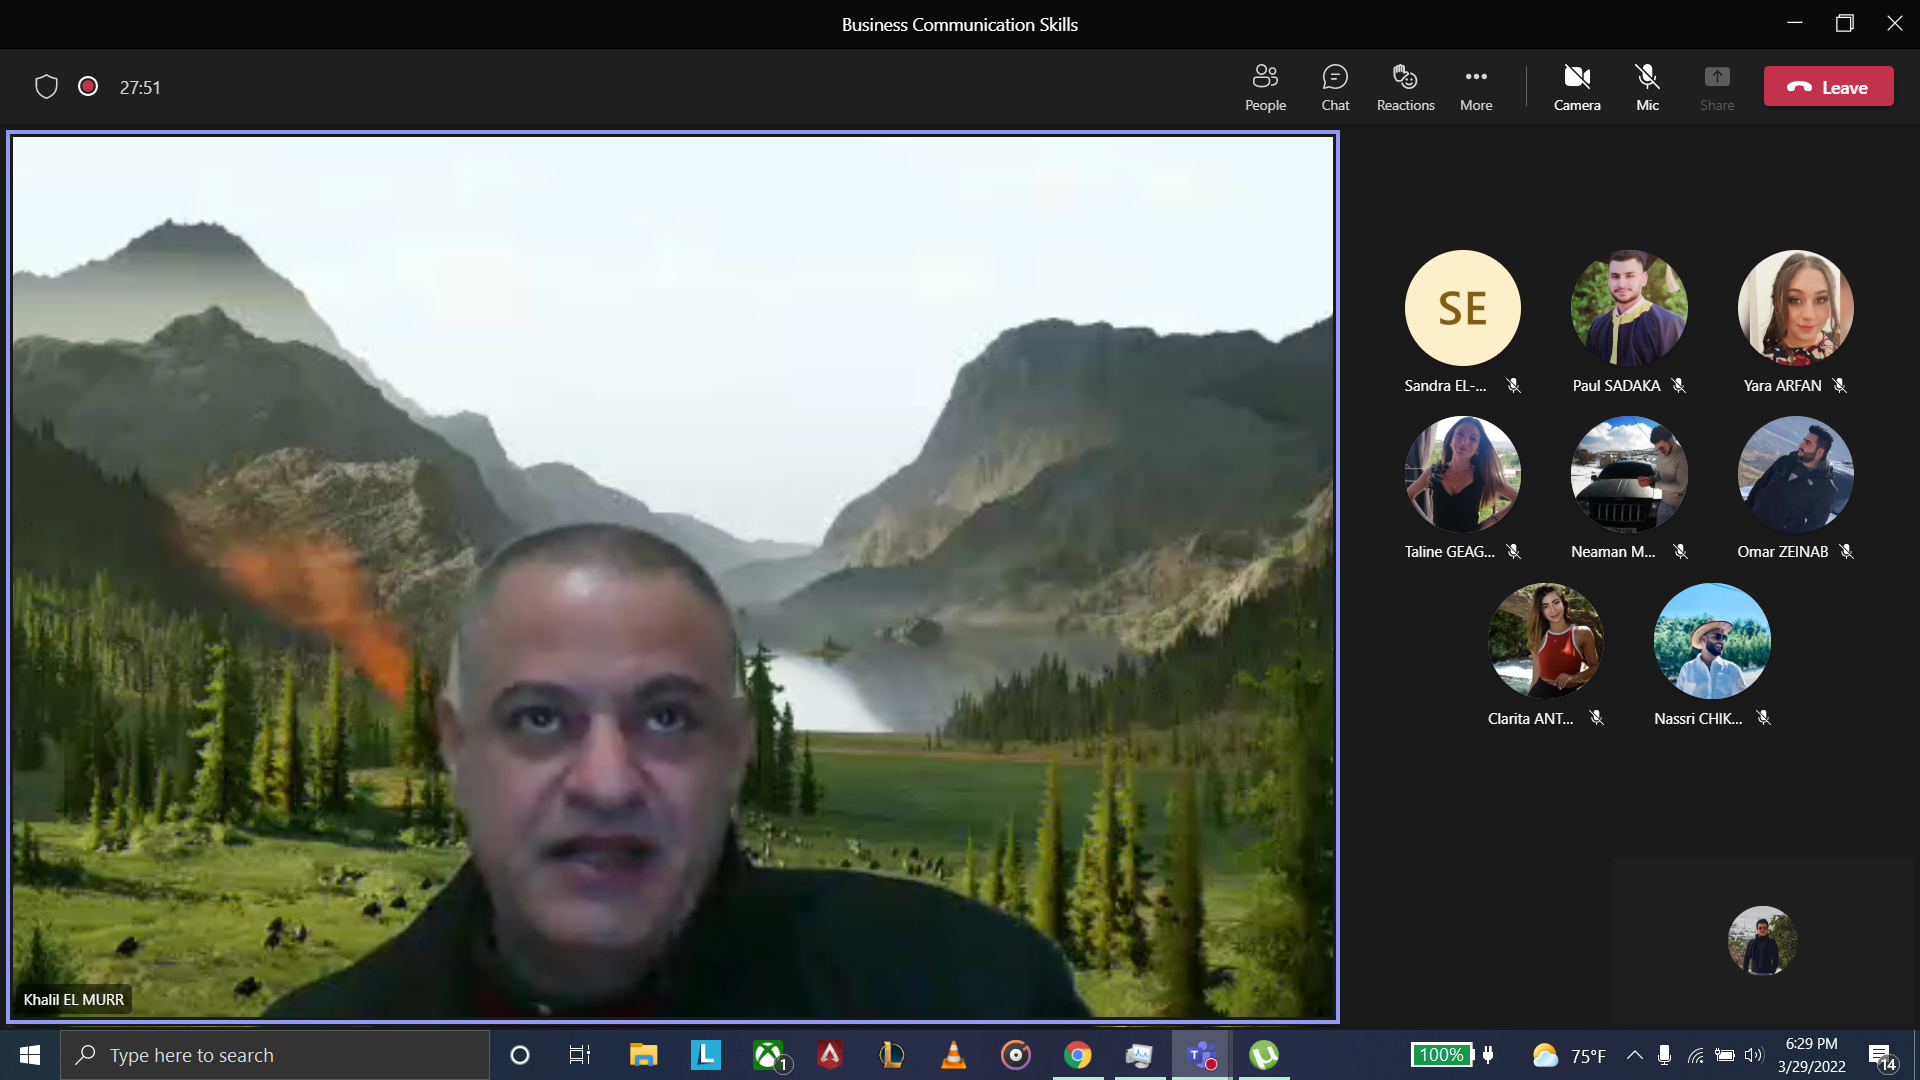 Business Communication Skills
27:51
People
Chat
Reactions
More
Camera
Mic
Share
Leave
SE
Sandra EL-...
Paul SADAKA
Yara ARFAN
Taline GEAG...
Neaman M...
Omar ZEINAB
Clarita ANT...
Nassri CHIK...
Khalil EL MURR
Type here to search
L
1
100%
75°F
6:29 PM
3/29/2022
14